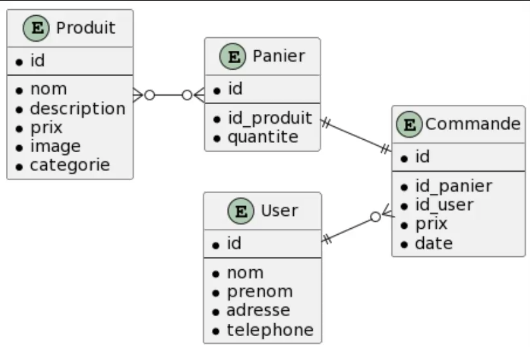 E Produit
• id
• nom
• description
• prix
• image
• categorie
E Panier
• id
• id_produit
• quantite
E Commande
• id
• id_panier
• id_user
• prix
• date
E User
• id
• nom
• prenom
• adresse
• telephone